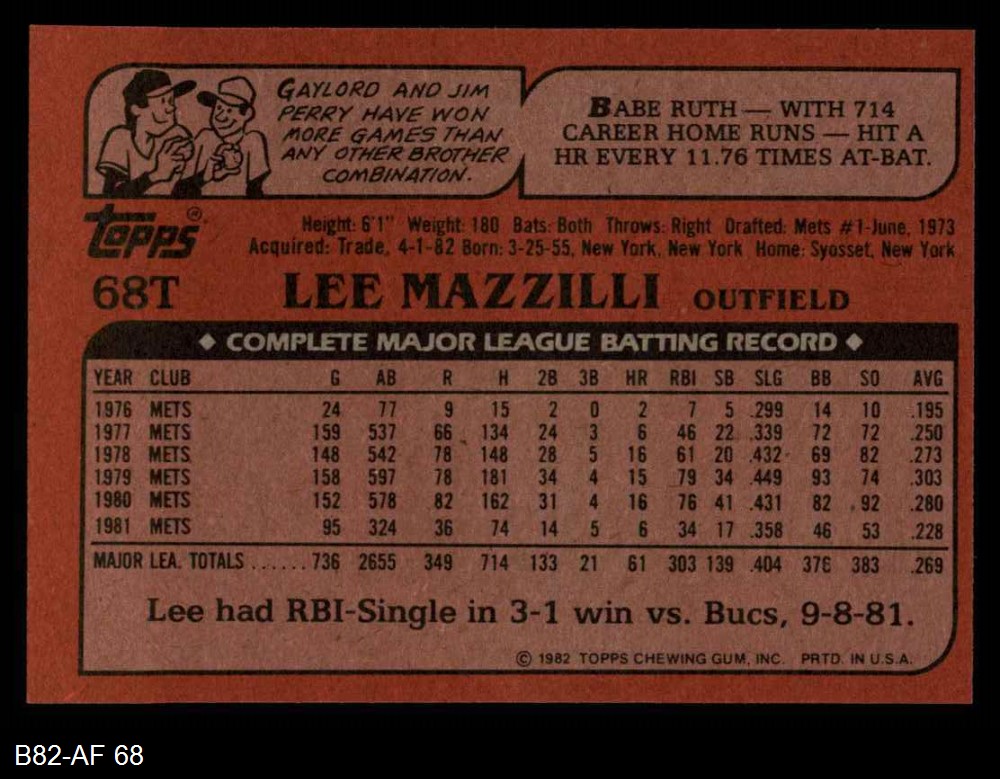 GAYLORD AND JIM
PERRY HAVE WON
MORE GAMES THAN
ANY OTHER BROTHER
COMBINATION.
BABE RUTH — WITH 714
CAREER HOME RUNS — HIT A
HR EVERY 11.76 TIMES AT-BAT.
Topps®
Height: 6'1" Weight: 180 Bats: Both Throws: Right Drafted: Mets #1-June, 1973
Acquired: Trade, 4-1-82 Born: 3-25-55, New York, New York Home: Syosset, New York
68T LEE MAZZILLI OUTFIELD
◆ COMPLETE MAJOR LEAGUE BATTING RECORD ◆
YEAR CLUB G AB R H 2B 3B HR RBI SB SLG BB SO AVG
1976 METS 24 77 9 15 2 0 2 7 5 .299 14 10 .195
1977 METS 159 537 66 134 24 3 6 46 22 .339 72 72 .250
1978 METS 148 542 78 148 28 5 16 61 20 .432 69 82 .273
1979 METS 158 597 78 181 34 4 15 79 34 .449 93 74 .303
1980 METS 152 578 82 162 31 4 16 76 41 .431 82 92 .280
1981 METS 95 324 36 74 14 5 6 34 17 .358 46 53 .228
MAJOR LEA. TOTALS ......736 2655 349 714 133 21 61 303 139 .404 376 383 .269
Lee had RBI-Single in 3-1 win vs. Bucs, 9-8-81.
© 1982 TOPPS CHEWING GUM, INC. PRTD. IN U.S.A.
B82-AF 68